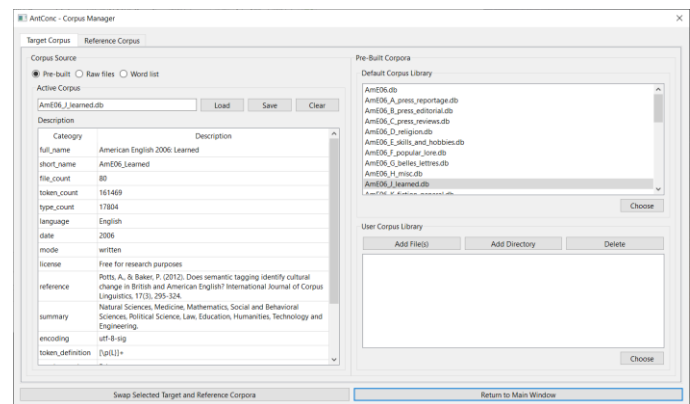 AntConc - Corpus Manager
Target Corpus Reference Corpus
Corpus Source
Pre-built Raw files Word list
Active Corpus
AmE06_J_learned.db Load Save Clear
Description
Cateogry Description
full_name American English 2006: Learned
short_name AmE06_Learned
file_count 80
token_count 161469
type_count 17804
language English
date 2006
mode written
license Free for research purposes
reference Potts, A., & Baker, P. (2012). Does semantic tagging identify cultural
change in British and American English? International Journal of Corpus
Linguistics, 17(3), 295-324.
summary Natural Sciences, Medicine, Mathematics, Social and Behavioral
Sciences, Political Science, Law, Education, Humanities, Technology and
Engineering.
encoding utf-8-sig
token_definition [\p{L}]+
Pre-Built Corpora
Default Corpus Library
AmE06.db
AmE06_A_press_reportage.db
AmE06_B_press_editorial.db
AmE06_C_press_reviews.db
AmE06_D_religion.db
AmE06_E_skills_and_hobbies.db
AmE06_F_popular_lore.db
AmE06_G_belles_lettres.db
AmE06_H_misc.db
AmE06_J_learned.db
AmE06_K_fiction_general.db
Choose
User Corpus Library
Add File(s) Add Directory Delete
Choose
Swap Selected Target and Reference Corpora Return to Main Window